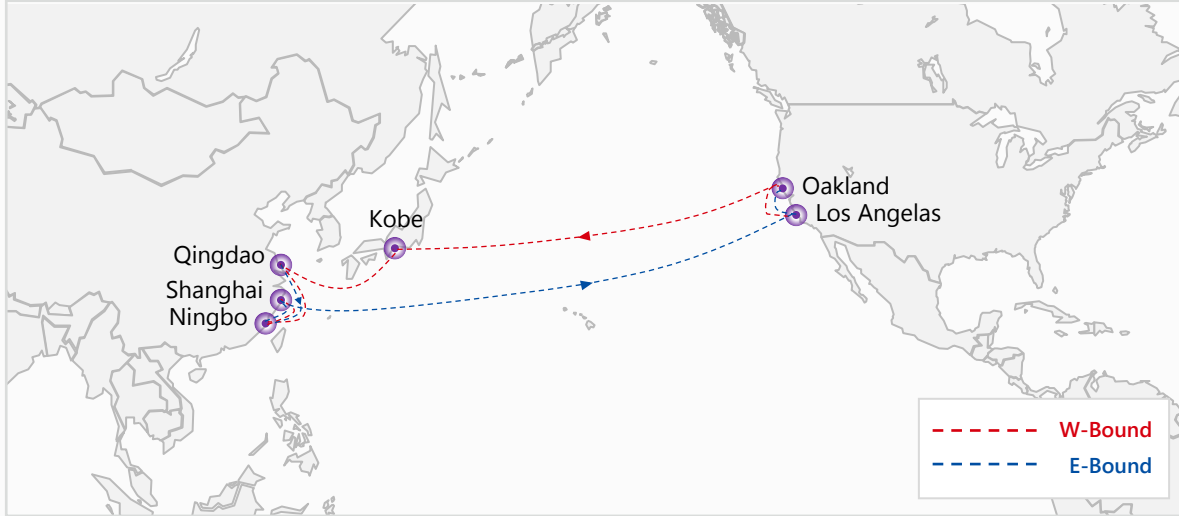 Oakland
Los Angelas
Kobe
Qingdao
Shanghai
Ningbo
W-Bound
E-Bound